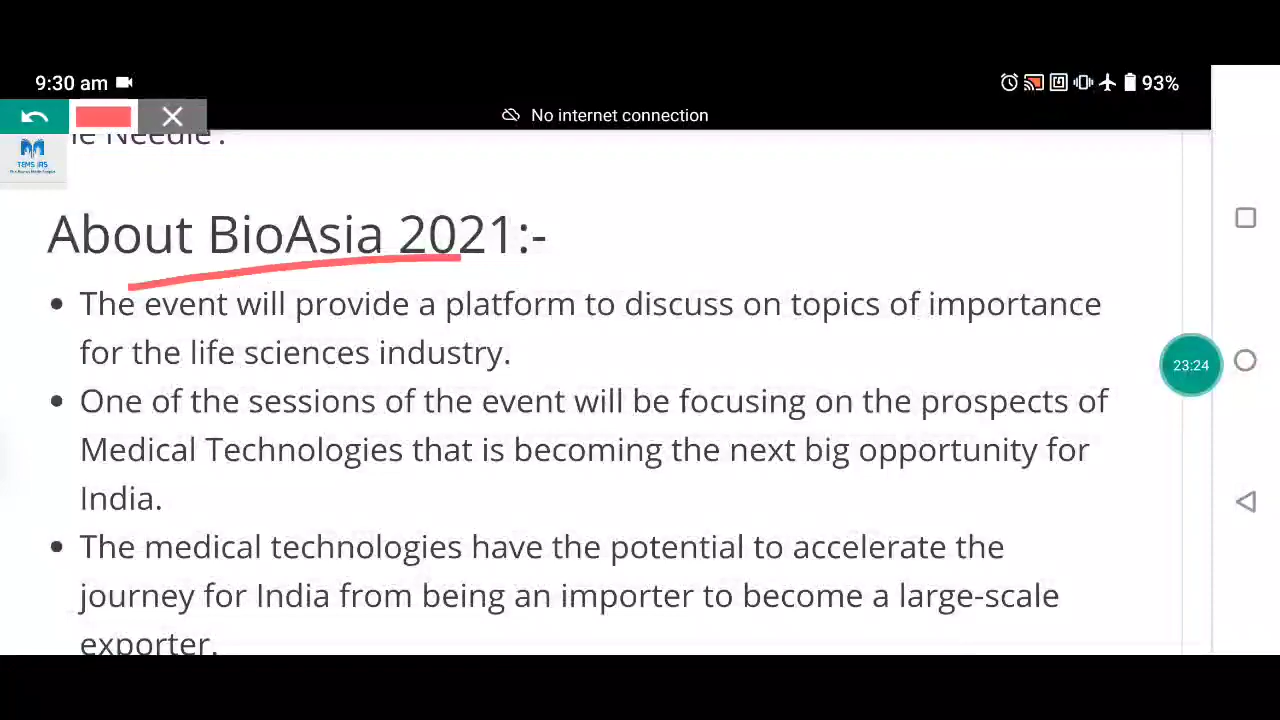 9:30 am
93%
No internet connection
Needle'.
TEMS IAS
About BioAsia 2021:-
• The event will provide a platform to discuss on topics of importance
for the life sciences industry.
23:24
• One of the sessions of the event will be focusing on the prospects of
Medical Technologies that is becoming the next big opportunity for
India.
• The medical technologies have the potential to accelerate the
journey for India from being an importer to become a large-scale
exporter.